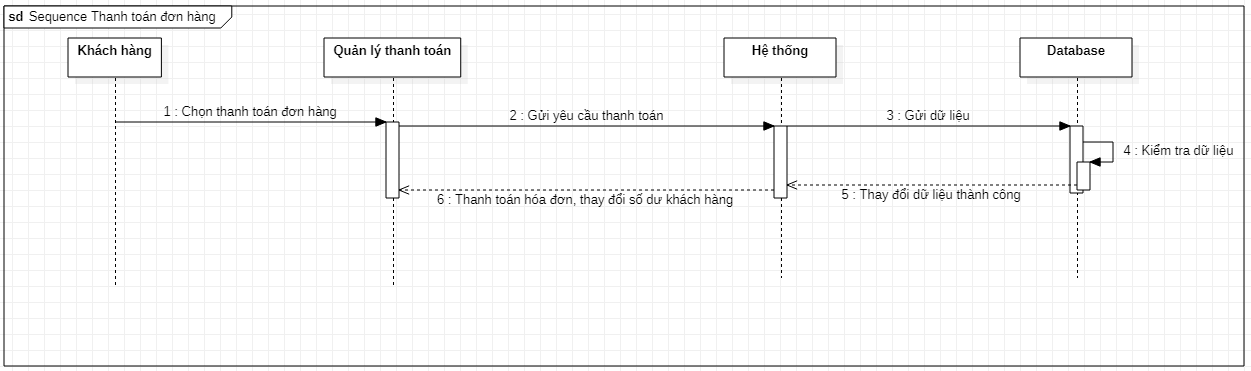 sd Sequence Thanh toán đơn hàng
Khách hàng
Quản lý thanh toán
Hệ thống
Database
1 : Chọn thanh toán đơn hàng
2 : Gửi yêu cầu thanh toán
3 : Gửi dữ liệu
4 : Kiểm tra dữ liệu
5 : Thay đổi dữ liệu thành công
6 : Thanh toán hóa đơn, thay đổi số dư khách hàng